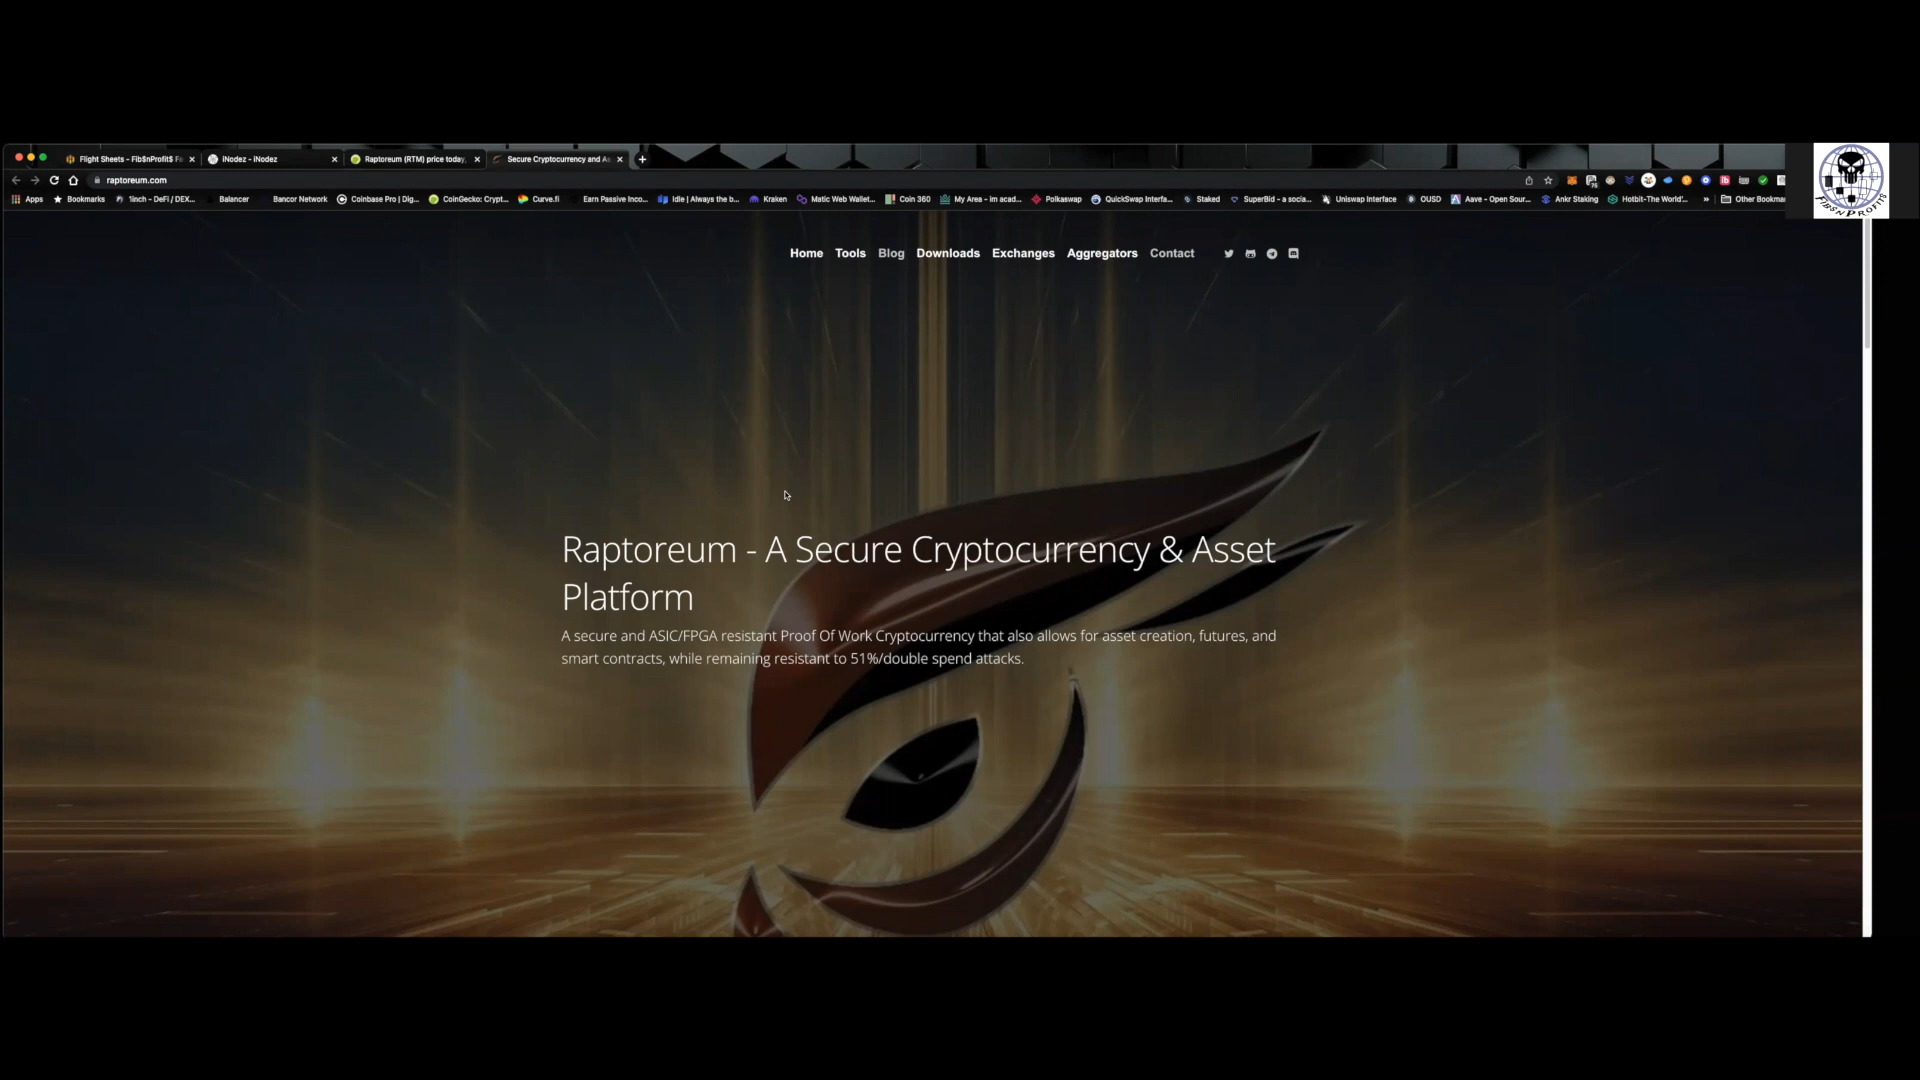 Flight Sheets - Fib$nProfit$ Fa
iNodez - iNodez
Raptoreum (RTM) price today,
Secure Cryptocurrency and As
raptoreum.com
Apps Bookmarks 1inch - DeFi / DEX... Balancer Bancor Network Coinbase Pro | Dig... CoinGecko: Crypt... Curve.fi Earn Passive Inco... Idle | Always the b... Kraken Matic Web Wallet... Coin 360 My Area - im acad... Polkaswap QuickSwap Interfa... Staked SuperBid - a socia... Uniswap Interface OUSD Aave - Open Sour... Ankr Staking Hotbit-The World'... » Other Bookma
FIBSNPROFITS
Home Tools Blog Downloads Exchanges Aggregators Contact
Raptoreum - A Secure Cryptocurrency & Asset
Platform
A secure and ASIC/FPGA resistant Proof Of Work Cryptocurrency that also allows for asset creation, futures, and
smart contracts, while remaining resistant to 51%/double spend attacks.